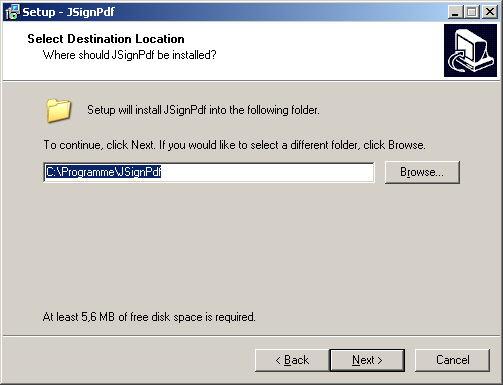 Setup - JSignPdf
Select Destination Location
Where should JSignPdf be installed?
Setup will install JSignPdf into the following folder.
To continue, click Next. If you would like to select a different folder, click Browse.
C:\Programme\JSignPdf
Browse...
At least 5,6 MB of free disk space is required.
< Back
Next >
Cancel